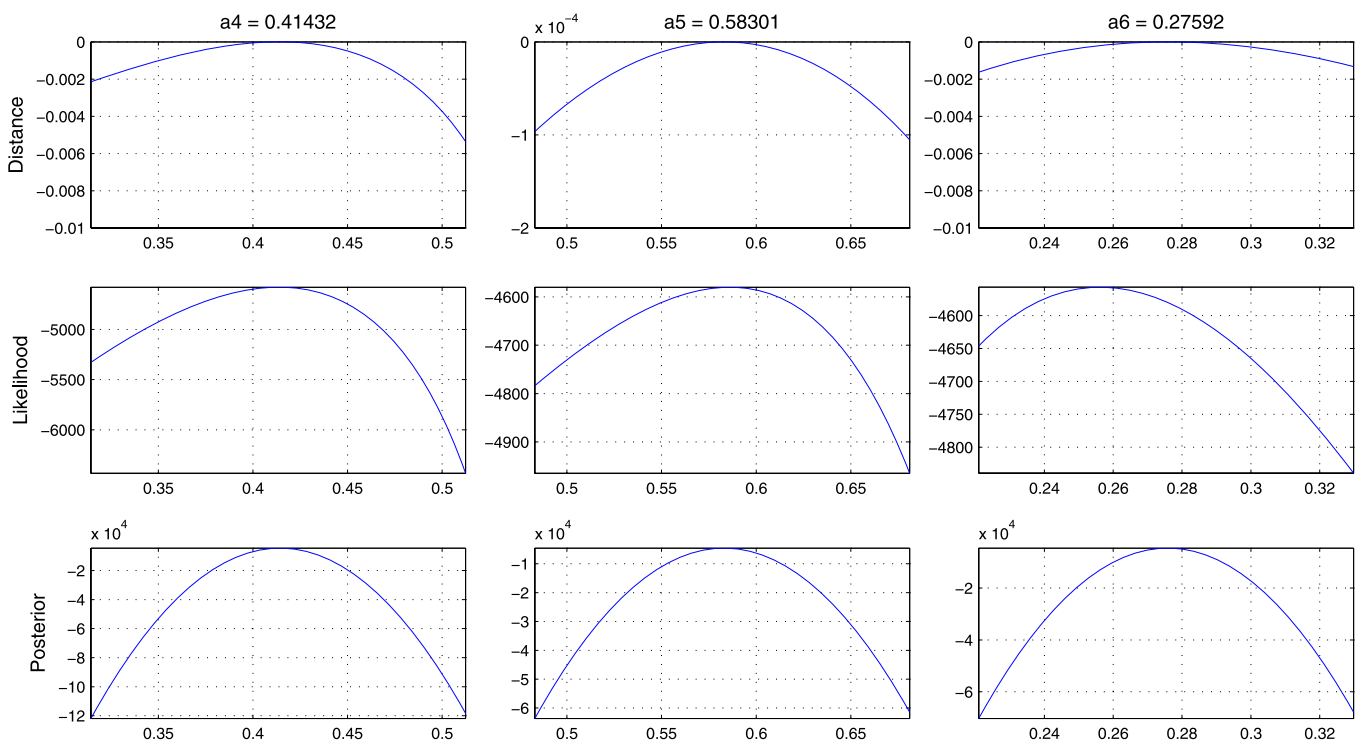 a4 = 0.41432
a5 = 0.58301
a6 = 0.27592
Distance
0
−0.002
−0.004
−0.006
−0.008
−0.01
0.35 0.4 0.45 0.5
x 10^−4
0
−1
−2
0.5 0.55 0.6 0.65
0
−0.002
−0.004
−0.006
−0.008
−0.01
0.24 0.26 0.28 0.3 0.32
Likelihood
−5000
−5500
−6000
0.35 0.4 0.45 0.5
−4600
−4700
−4800
−4900
0.5 0.55 0.6 0.65
−4600
−4650
−4700
−4750
−4800
0.24 0.26 0.28 0.3 0.32
Posterior
x 10^4
−2
−4
−6
−8
−10
−12
0.35 0.4 0.45 0.5
x 10^4
−1
−2
−3
−4
−5
−6
0.5 0.55 0.6 0.65
x 10^4
−2
−4
−6
0.24 0.26 0.28 0.3 0.32